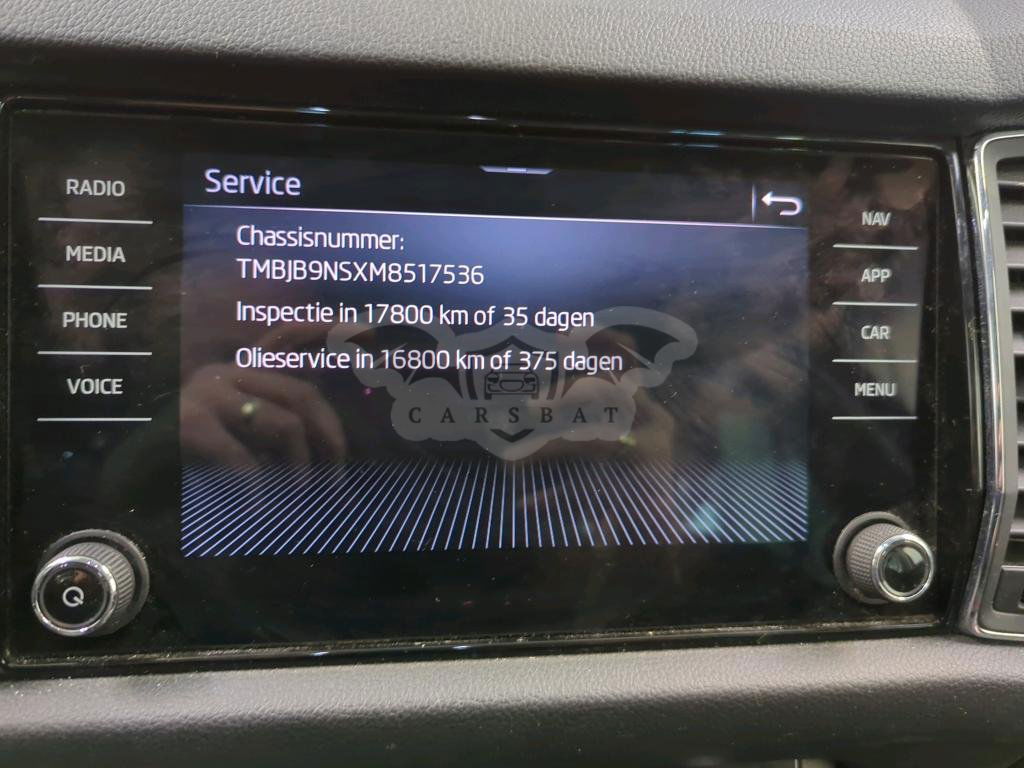 Service
Chassisnummer:
TMBJB9NSXM8517536
Inspectie in 17800 km of 35 dagen
Olieservice in 16800 km of 375 dagen
RADIO
MEDIA
PHONE
VOICE
NAV
APP
CAR
MENU
CARSBAT